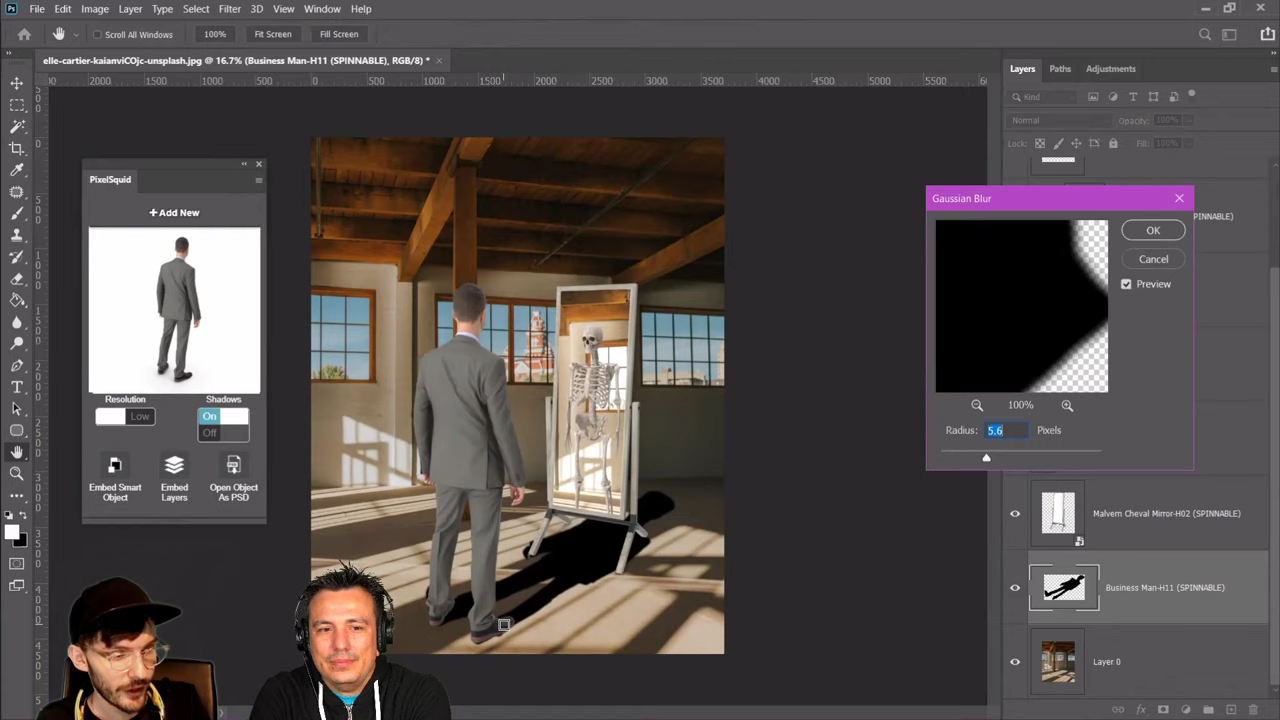 Ps File Edit Image Layer Type Select Filter 3D View Window Help
Scroll All Windows 100% Fit Screen Fill Screen
elle-cartier-kaianviCOjc-unsplash.jpg @ 16.7% (Business Man-H11 (SPINNABLE), RGB/8) *
2000 1500 1000 500 0 500 1000 1500 2000 2500 3000 3500 4000 4500 5000 5500
Layers Paths Adjustments
Kind
Normal Opacity: 100%
Lock: Fill: 100%
PixelSquid
+ Add New
Resolution Shadows
Low On
Off
Embed Smart Object
Embed Layers
Open Object As PSD
Gaussian Blur
OK
Cancel
Preview
100%
Radius: 5.6 Pixels
SPINNABLE)
Malvern Cheval Mirror-H02 (SPINNABLE)
Business Man-H11 (SPINNABLE)
Layer 0